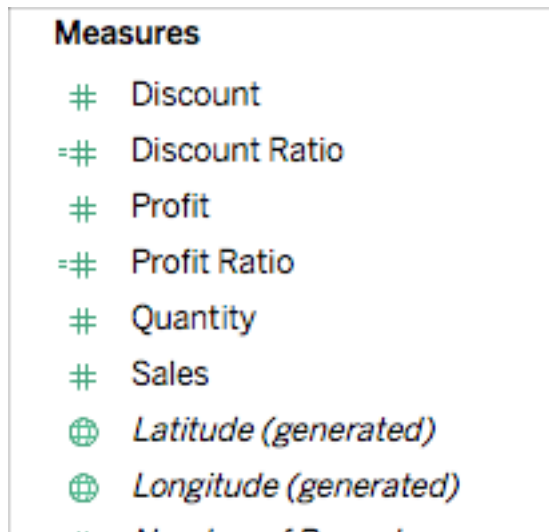 Measures
# Discount
=# Discount Ratio
# Profit
=# Profit Ratio
# Quantity
# Sales
Latitude (generated)
Longitude (generated)